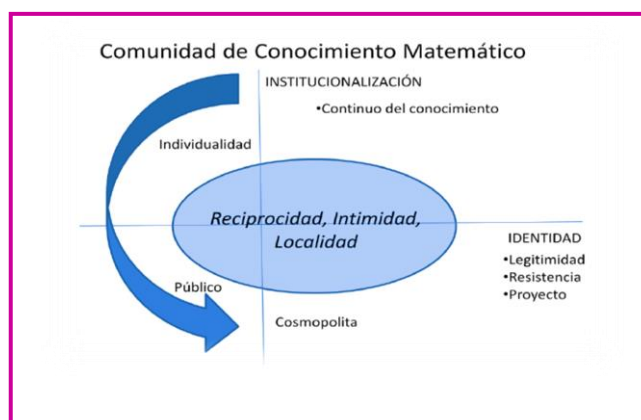 Comunidad de Conocimiento Matemático
INSTITUCIONALIZACIÓN
•Continuo del conocimiento
Individualidad
Reciprocidad, Intimidad,
Localidad
IDENTIDAD
•Legitimidad
•Resistencia
•Proyecto
Público
Cosmopolita